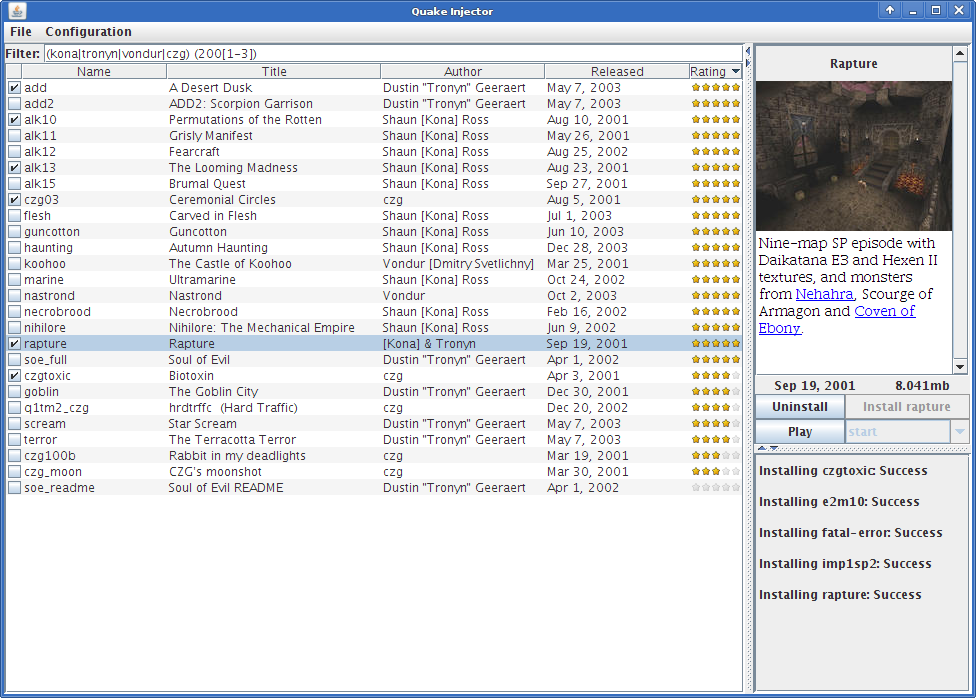 Quake Injector
File Configuration
Filter: (kona|tronyn|vondur|czg) (200[1-3])
Name Title Author Released Rating
add A Desert Dusk Dustin "Tronyn" Geeraert May 7, 2003
add2 ADD2: Scorpion Garrison Dustin "Tronyn" Geeraert May 7, 2003
alk10 Permutations of the Rotten Shaun [Kona] Ross Aug 10, 2001
alk11 Grisly Manifest Shaun [Kona] Ross May 26, 2001
alk12 Fearcraft Shaun [Kona] Ross Aug 25, 2002
alk13 The Looming Madness Shaun [Kona] Ross Aug 23, 2001
alk15 Brumal Quest Shaun [Kona] Ross Sep 27, 2001
czg03 Ceremonial Circles czg Aug 5, 2001
flesh Carved in Flesh Shaun [Kona] Ross Jul 1, 2003
guncotton Guncotton Shaun [Kona] Ross Jun 10, 2003
haunting Autumn Haunting Shaun [Kona] Ross Dec 28, 2003
koohoo The Castle of Koohoo Vondur [Dmitry Svetlichny] Mar 25, 2001
marine Ultramarine Shaun [Kona] Ross Oct 24, 2002
nastrond Nastrond Vondur Oct 2, 2003
necrobrood Necrobrood Shaun [Kona] Ross Feb 16, 2002
nihilore Nihilore: The Mechanical Empire Shaun [Kona] Ross Jun 9, 2002
rapture Rapture [Kona] & Tronyn Sep 19, 2001
soe_full Soul of Evil Dustin "Tronyn" Geeraert Apr 1, 2002
czgtoxic Biotoxin czg Apr 3, 2001
goblin The Goblin City Dustin "Tronyn" Geeraert Dec 30, 2001
q1tm2_czg hrdtrffc (Hard Traffic) czg Dec 20, 2002
scream Star Scream Dustin "Tronyn" Geeraert May 7, 2003
terror The Terracotta Terror Dustin "Tronyn" Geeraert May 7, 2003
czg100b Rabbit in my deadlights czg Mar 19, 2001
czg_moon CZG's moonshot czg Mar 30, 2001
soe_readme Soul of Evil README Dustin "Tronyn" Geeraert Apr 1, 2002
Rapture
Nine-map SP episode with
Daikatana E3 and Hexen II
textures, and monsters
from Nehahra, Scourge of
Armagon and Coven of
Ebony.
Sep 19, 2001 8.041mb
Uninstall Install rapture
Play start
Installing czgtoxic: Success
Installing e2m10: Success
Installing fatal-error: Success
Installing imp1sp2: Success
Installing rapture: Success